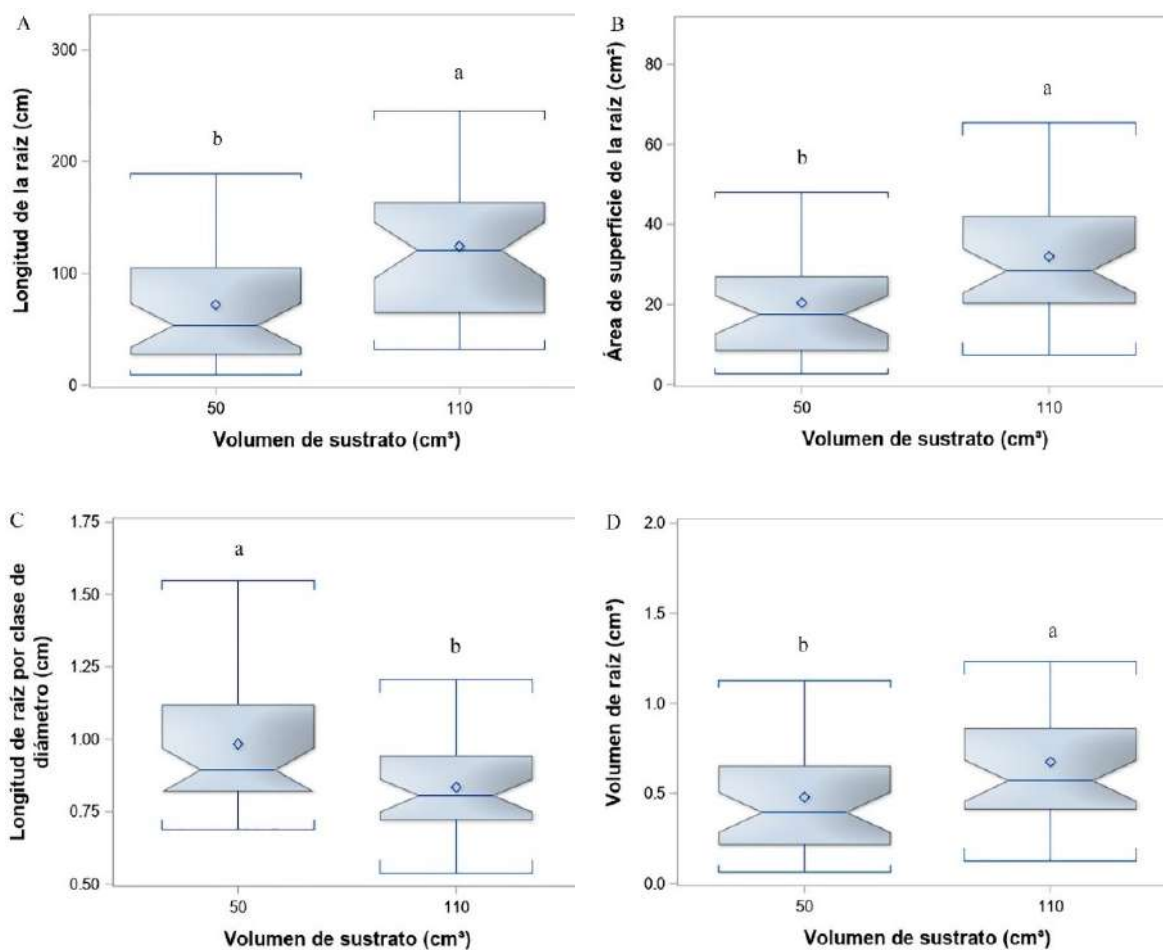 A
Longitud de la raíz (cm)
300
200
100
0
b
a
50
110
Volumen de sustrato (cm³)
B
Área de superficie de la raíz (cm²)
80
60
40
20
0
b
a
50
110
Volumen de sustrato (cm³)
C
Longitud de raíz por clase de
diámetro (cm)
1.75
1.50
1.25
1.00
0.75
0.50
a
b
50
110
Volumen de sustrato (cm³)
D
Volumen de raíz (cm³)
2.0
1.5
1.0
0.5
0.0
b
a
50
110
Volumen de sustrato (cm³)